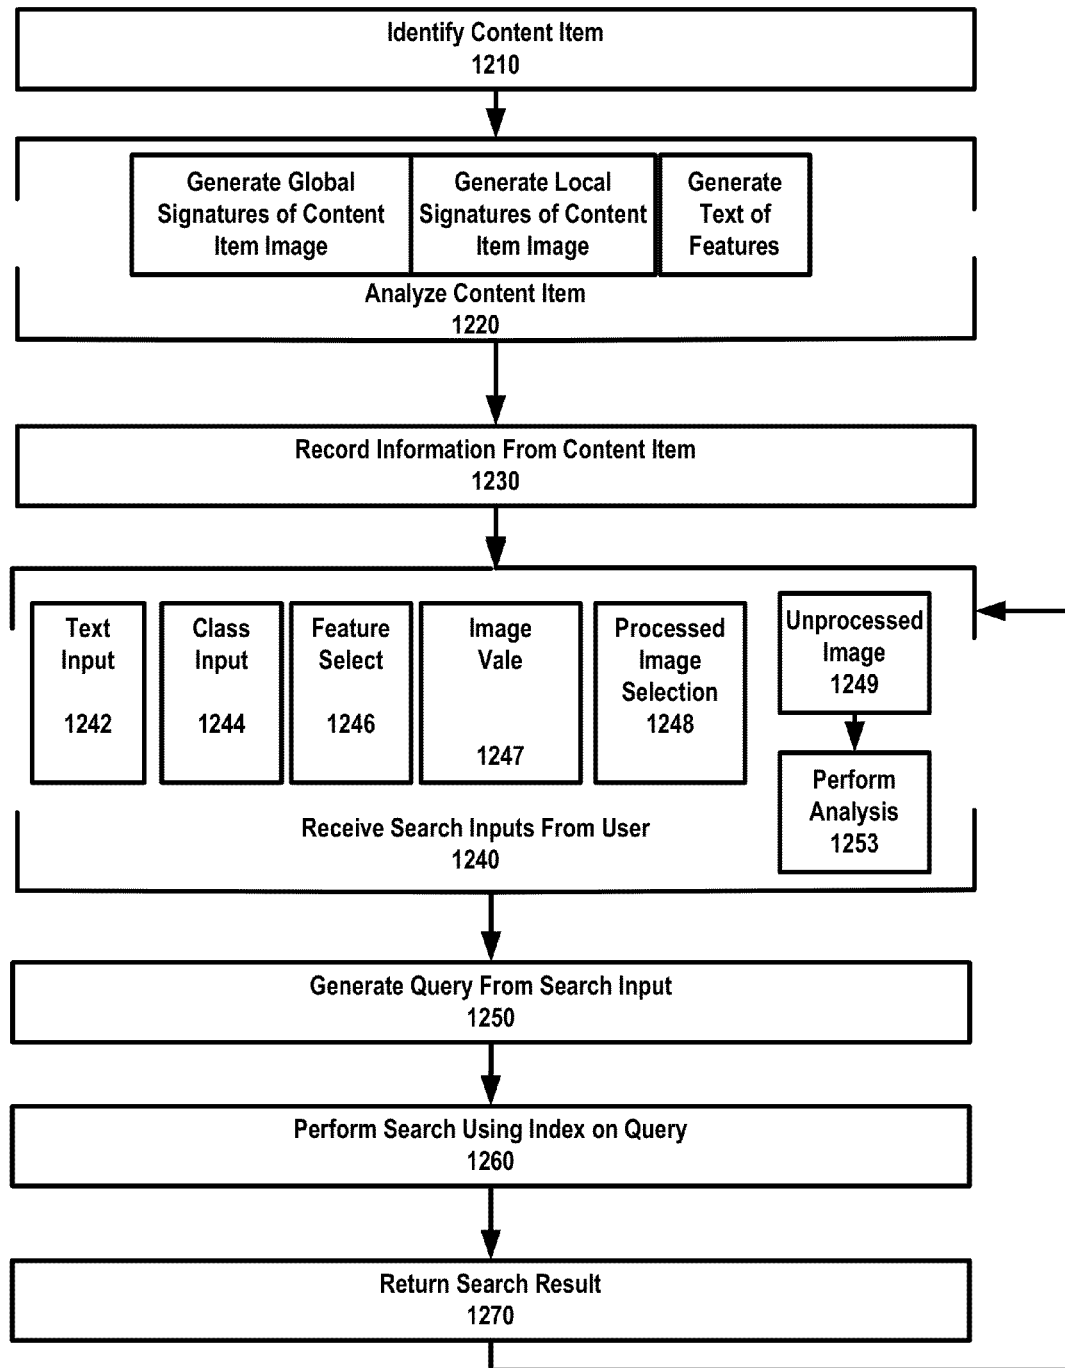 Identify Content Item
1210
Generate Global
Signatures of Content
Item Image
Generate Local
Signatures of Content
Item Image
Generate
Text of
Features
Analyze Content Item
1220
Record Information From Content Item
1230
Text
Input
1242
Class
Input
1244
Feature
Select
1246
Image
Vale
1247
Processed
Image
Selection
1248
Unprocessed
Image
1249
Perform
Analysis
1253
Receive Search Inputs From User
1240
Generate Query From Search Input
1250
Perform Search Using Index on Query
1260
Return Search Result
1270